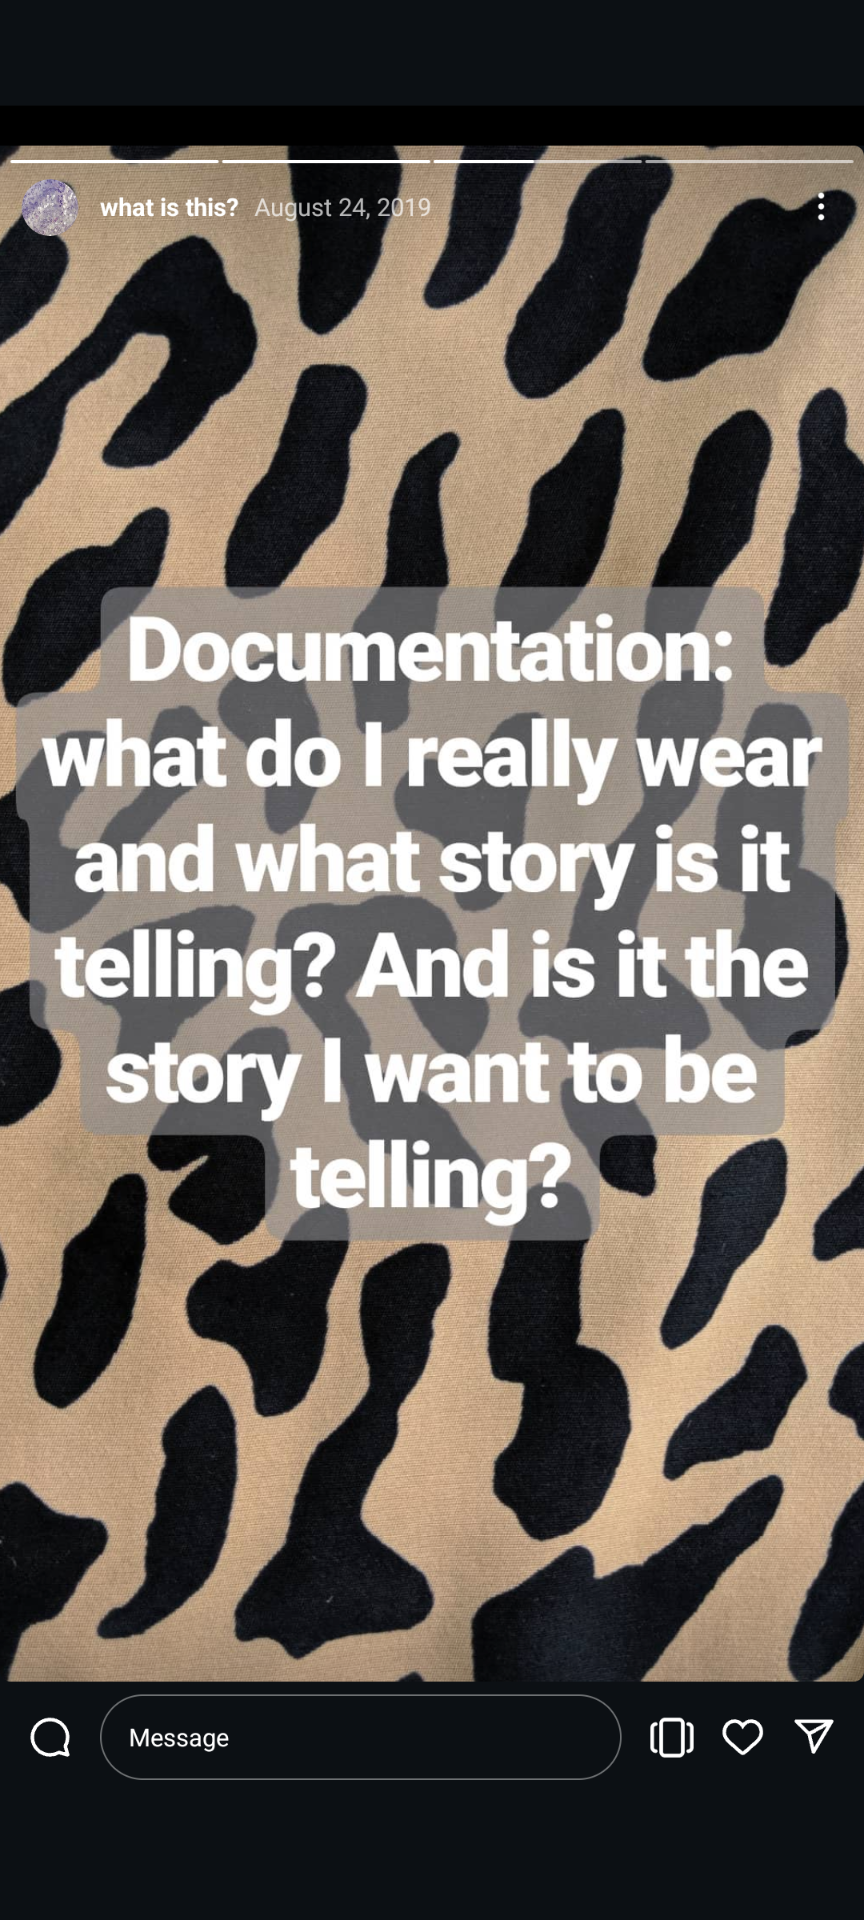 what is this? August 24, 2019
Documentation:
what do I really wear
and what story is it
telling? And is it the
story I want to be
telling?
Message